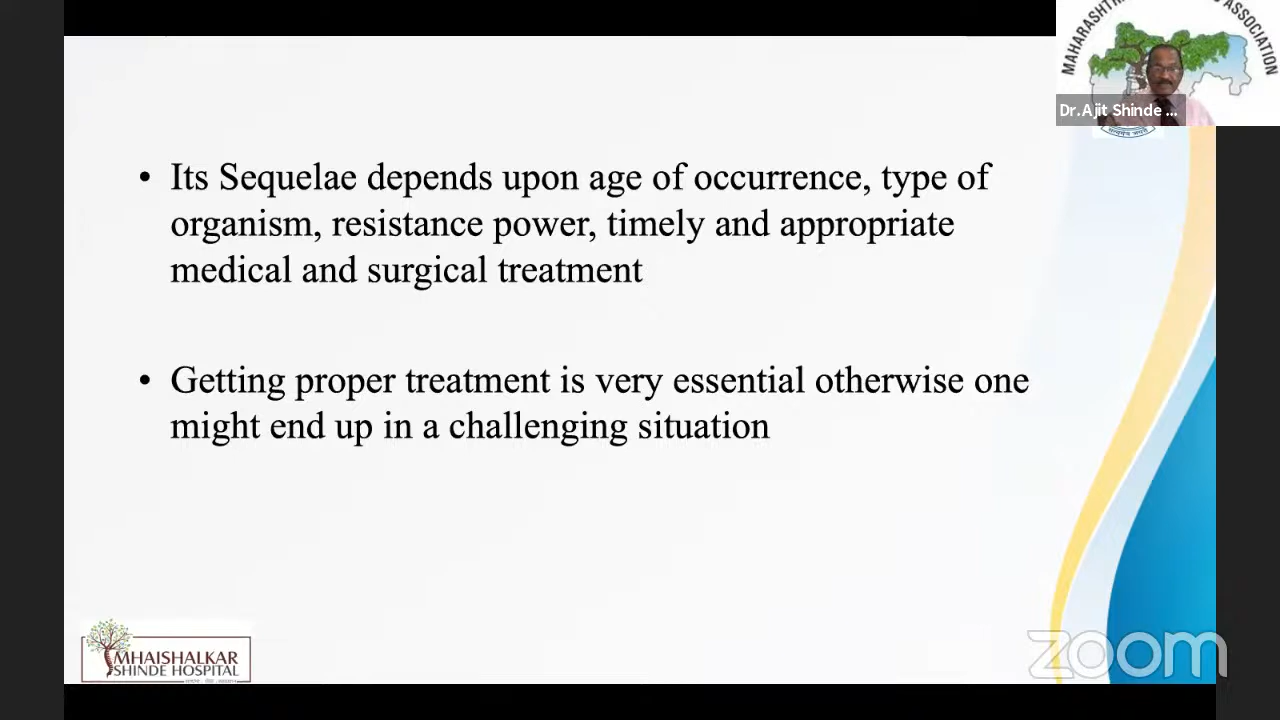 MAHARASHT
ASSOCIATION
Dr.Ajit Shinde ...
• Its Sequelae depends upon age of occurrence, type of
organism, resistance power, timely and appropriate
medical and surgical treatment
• Getting proper treatment is very essential otherwise one
might end up in a challenging situation
MHAISHALKAR
SHINDE HOSPITAL
zoom